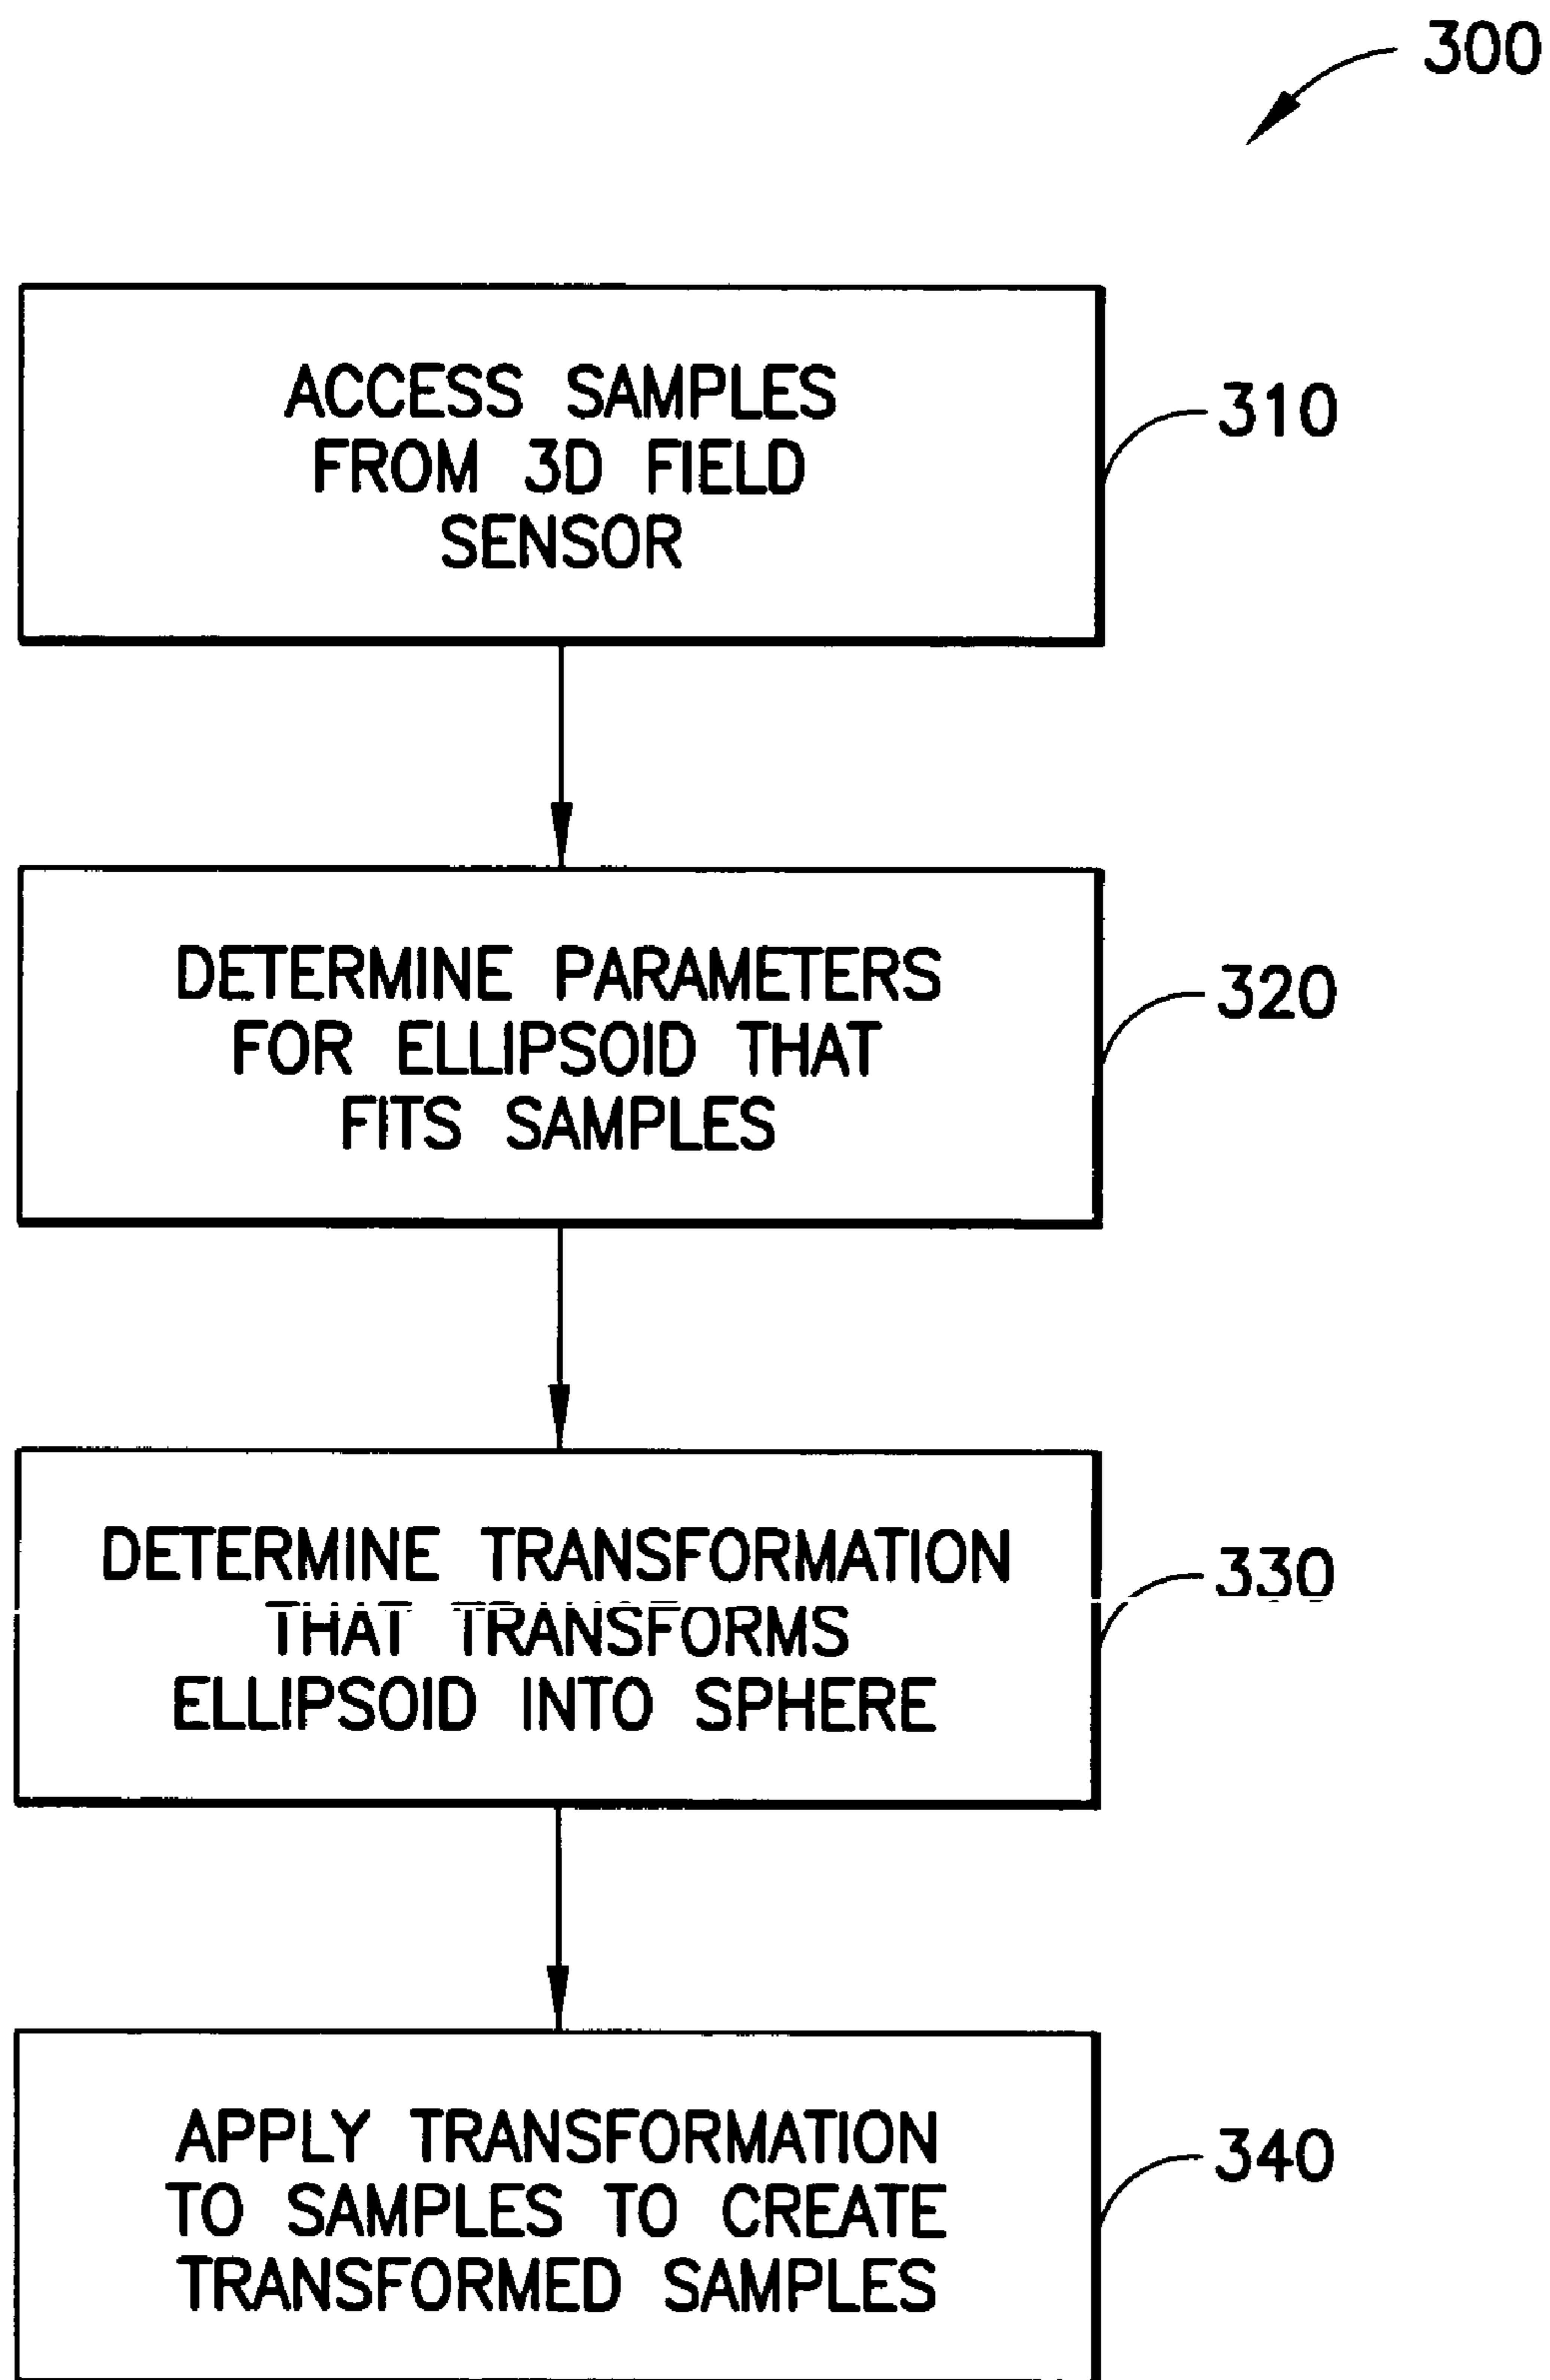 300
ACCESS SAMPLES
FROM 3D FIELD
SENSOR
310
DETERMINE PARAMETERS
FOR ELLIPSOID THAT
FITS SAMPLES
320
DETERMINE TRANSFORMATION
THAT TRANSFORMS
ELLIPSOID INTO SPHERE
330
APPLY TRANSFORMATION
TO SAMPLES TO CREATE
TRANSFORMED SAMPLES
340